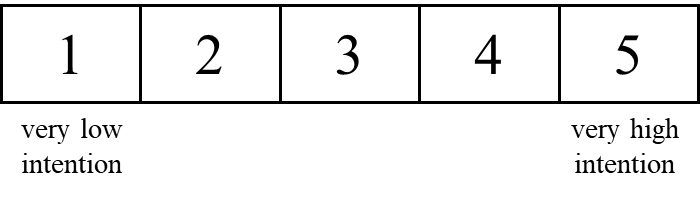 1 2 3 4 5
very low very high
intention intention